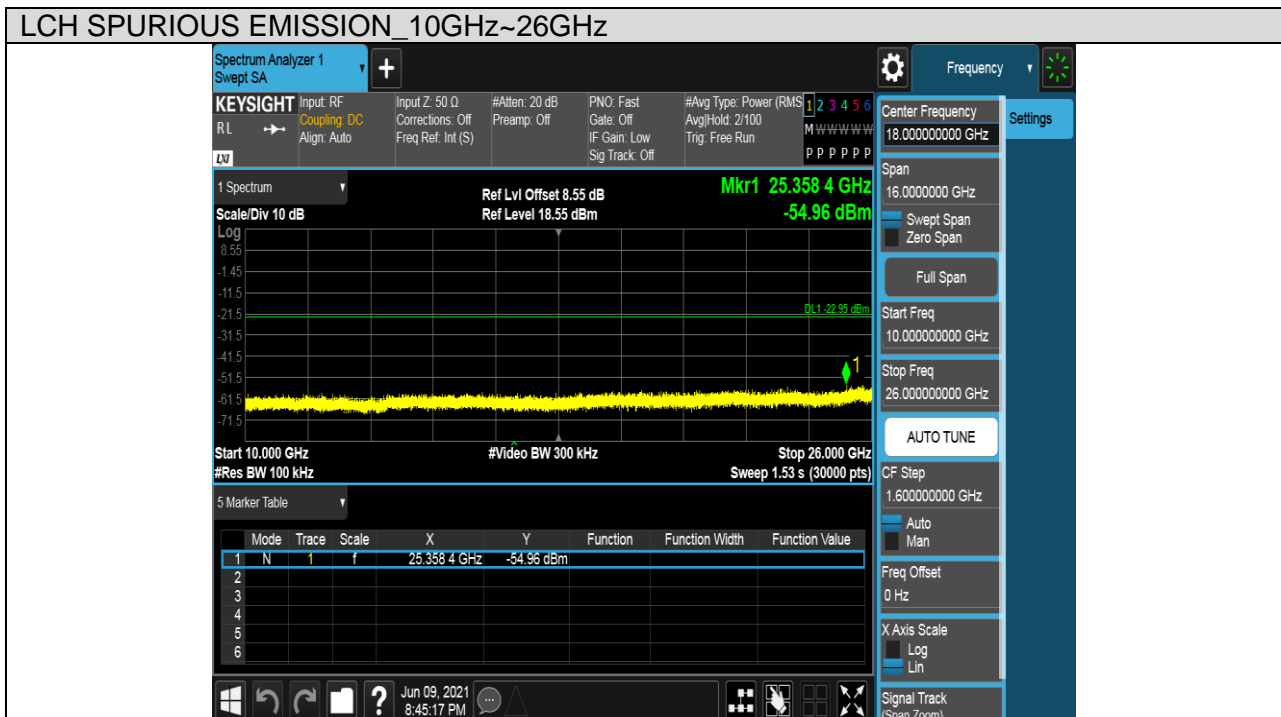 LCH SPURIOUS EMISSION_10GHz~26GHz
Spectrum Analyzer 1
Swept SA
Frequency
KEYSIGHT
RL
LXI
Input: RF
Coupling: DC
Align: Auto
Input Z: 50 Ω
Corrections: Off
Freq Ref: Int (S)
#Atten: 20 dB
Preamp: Off
PNO: Fast
Gate: Off
IF Gain: Low
Sig Track: Off
#Avg Type: Power (RMS
Avg|Hold: 2/100
Trig: Free Run
1 2 3 4 5 6
M W W W W W
P P P P P P
Center Frequency
18.000000000 GHz
Settings
1 Spectrum
Scale/Div 10 dB
Ref Lvl Offset 8.55 dB
Ref Level 18.55 dBm
Mkr1 25.358 4 GHz
-54.96 dBm
Span
16.0000000 GHz
Swept Span
Zero Span
Full Span
Log
8.55
-1.45
-11.5
-21.5
-31.5
-41.5
-51.5
-61.5
-71.5
DL1 -22.95 dBm
1
Start Freq
10.000000000 GHz
Stop Freq
26.000000000 GHz
AUTO TUNE
Start 10.000 GHz
#Res BW 100 kHz
#Video BW 300 kHz
Stop 26.000 GHz
Sweep 1.53 s (30000 pts)
CF Step
1.600000000 GHz
Auto
Man
5 Marker Table
Mode Trace Scale X Y Function Function Width Function Value
1 N 1 f 25.358 4 GHz -54.96 dBm
2
3
4
5
6
Freq Offset
0 Hz
X Axis Scale
Log
Lin
Signal Track
(Span Zoom)
?
Jun 09, 2021
8:45:17 PM